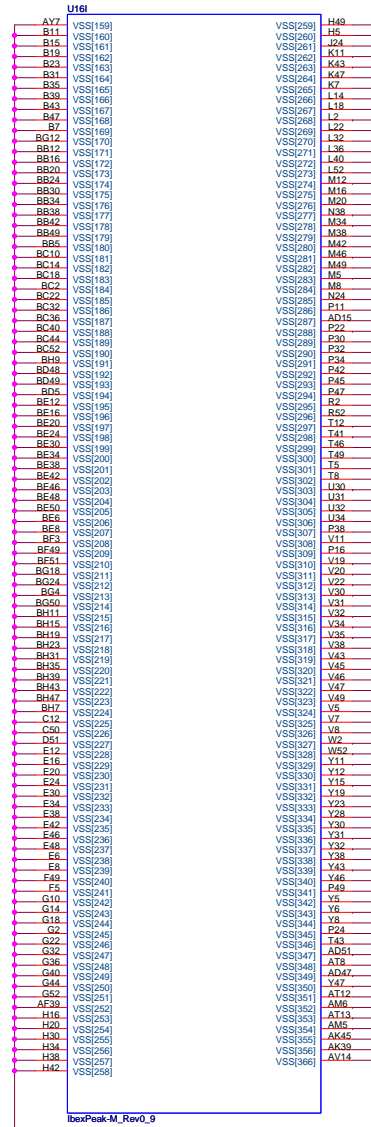 U16I
AY7 VSS[159] VSS[259] H49
B11 VSS[160] VSS[260] H5
B15 VSS[161] VSS[261] J24
B19 VSS[162] VSS[262] K11
B23 VSS[163] VSS[263] K43
B31 VSS[164] VSS[264] K47
B35 VSS[165] VSS[265] K7
B39 VSS[166] VSS[266] L14
B43 VSS[167] VSS[267] L18
B47 VSS[168] VSS[268] L2
B7 VSS[169] VSS[269] L22
BG12 VSS[170] VSS[270] L32
BB12 VSS[171] VSS[271] L36
BB16 VSS[172] VSS[272] L40
BB20 VSS[173] VSS[273] L52
BB24 VSS[174] VSS[274] M12
BB30 VSS[175] VSS[275] M16
BB34 VSS[176] VSS[276] M20
BB38 VSS[177] VSS[277] N38
BB42 VSS[178] VSS[278] M34
BB49 VSS[179] VSS[279] M38
BB5 VSS[180] VSS[280] M42
BC10 VSS[181] VSS[281] M46
BC14 VSS[182] VSS[282] M49
BC18 VSS[183] VSS[283] M5
BC2 VSS[184] VSS[284] M8
BC22 VSS[185] VSS[285] N24
BC32 VSS[186] VSS[286] P11
BC36 VSS[187] VSS[287] AD15
BC40 VSS[188] VSS[288] P22
BC44 VSS[189] VSS[289] P30
BC52 VSS[190] VSS[290] P32
BH9 VSS[191] VSS[291] P34
BD48 VSS[192] VSS[292] P42
BD49 VSS[193] VSS[293] P45
BD5 VSS[194] VSS[294] P47
BE12 VSS[195] VSS[295] R2
BE16 VSS[196] VSS[296] R52
BE20 VSS[197] VSS[297] T12
BE24 VSS[198] VSS[298] T41
BE30 VSS[199] VSS[299] T46
BE34 VSS[200] VSS[300] T49
BE38 VSS[201] VSS[301] T5
BE42 VSS[202] VSS[302] T8
BE46 VSS[203] VSS[303] U30
BE48 VSS[204] VSS[304] U31
BE50 VSS[205] VSS[305] U32
BE6 VSS[206] VSS[306] U34
BE8 VSS[207] VSS[307] P38
BF3 VSS[208] VSS[308] V11
BF49 VSS[209] VSS[309] P16
BF51 VSS[210] VSS[310] V19
BG18 VSS[211] VSS[311] V20
BG24 VSS[212] VSS[312] V22
BG4 VSS[213] VSS[313] V30
BG50 VSS[214] VSS[314] V31
BH11 VSS[215] VSS[315] V32
BH15 VSS[216] VSS[316] V34
BH19 VSS[217] VSS[317] V35
BH23 VSS[218] VSS[318] V38
BH31 VSS[219] VSS[319] V43
BH35 VSS[220] VSS[320] V45
BH39 VSS[221] VSS[321] V46
BH43 VSS[222] VSS[322] V47
BH47 VSS[223] VSS[323] V49
BH7 VSS[224] VSS[324] V5
C12 VSS[225] VSS[325] V7
C50 VSS[226] VSS[326] V8
D51 VSS[227] VSS[327] W2
E12 VSS[228] VSS[328] W52
E16 VSS[229] VSS[329] Y11
E20 VSS[230] VSS[330] Y12
E24 VSS[231] VSS[331] Y15
E30 VSS[232] VSS[332] Y19
E34 VSS[233] VSS[333] Y23
E38 VSS[234] VSS[334] Y28
E42 VSS[235] VSS[335] Y30
E46 VSS[236] VSS[336] Y31
E48 VSS[237] VSS[337] Y32
E6 VSS[238] VSS[338] Y38
E8 VSS[239] VSS[339] Y43
F49 VSS[240] VSS[340] Y46
F5 VSS[241] VSS[341] P49
G10 VSS[242] VSS[342] Y5
G14 VSS[243] VSS[343] Y6
G18 VSS[244] VSS[344] Y8
G2 VSS[245] VSS[345] P24
G22 VSS[246] VSS[346] T43
G32 VSS[247] VSS[347] AD51
G36 VSS[248] VSS[348] AT8
G40 VSS[249] VSS[349] AD47
G44 VSS[250] VSS[350] Y47
G52 VSS[251] VSS[351] AT12
AF39 VSS[252] VSS[352] AM6
H16 VSS[253] VSS[353] AT13
H20 VSS[254] VSS[354] AM5
H30 VSS[255] VSS[355] AK45
H34 VSS[256] VSS[356] AK39
H38 VSS[257] VSS[366] AV14
H42 VSS[258]
IbexPeak-M_Rev0_9